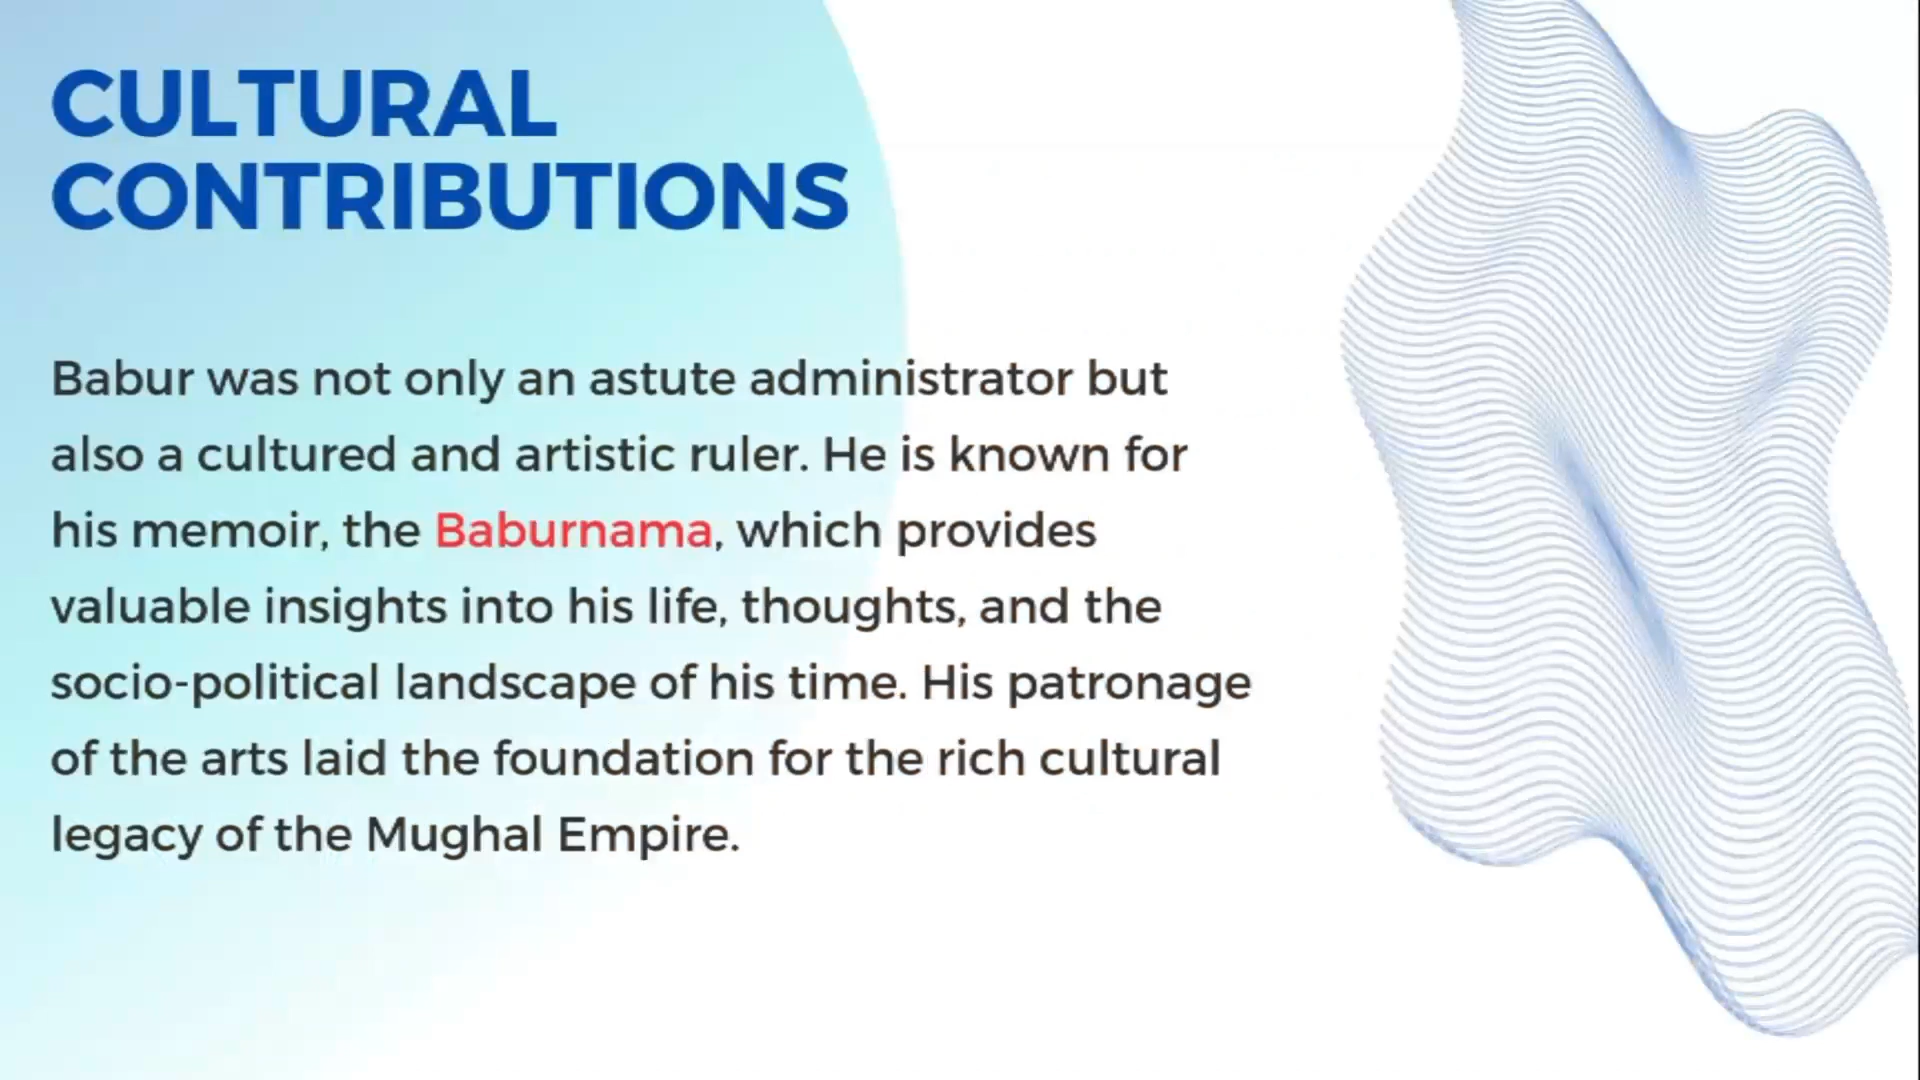 CULTURAL
CONTRIBUTIONS
Babur was not only an astute administrator but
also a cultured and artistic ruler. He is known for
his memoir, the Baburnama, which provides
valuable insights into his life, thoughts, and the
socio-political landscape of his time. His patronage
of the arts laid the foundation for the rich cultural
legacy of the Mughal Empire.